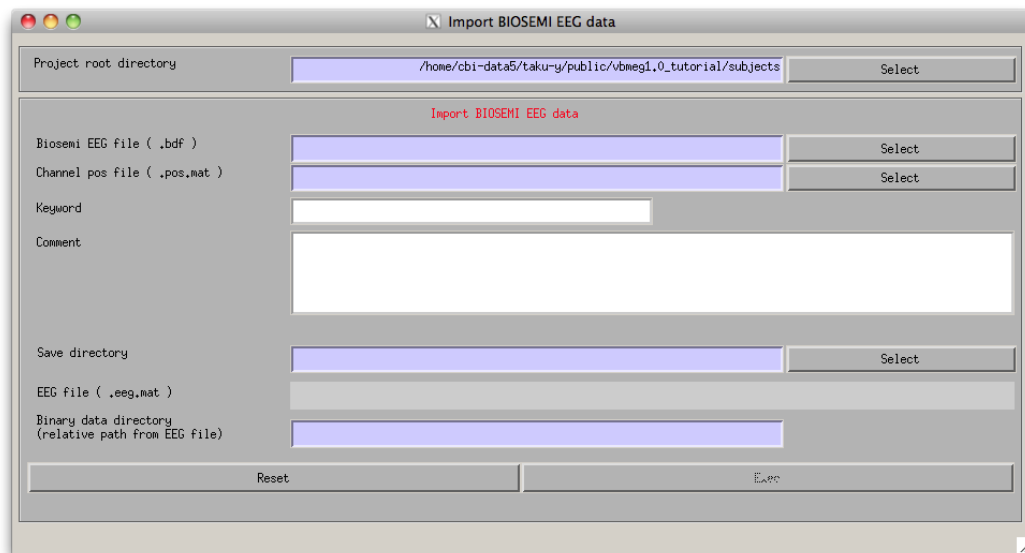 Import BIOSEMI EEG data
Project root directory
/home/cbi-data5/taku-y/public/vbmeg1.0_tutorial/subjects
Select
Import BIOSEMI EEG data
Biosemi EEG file ( .bdf )
Select
Channel pos file ( .pos.mat )
Select
Keyword
Comment
Save directory
Select
EEG file ( .eeg.mat )
Binary data directory
(relative path from EEG file)
Reset
Exec